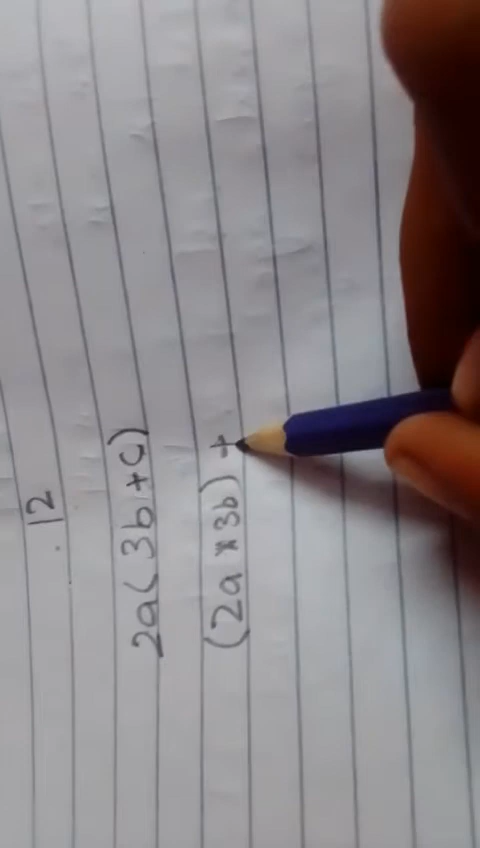 . 12
2a(3b+c)
(2a x 3b) +